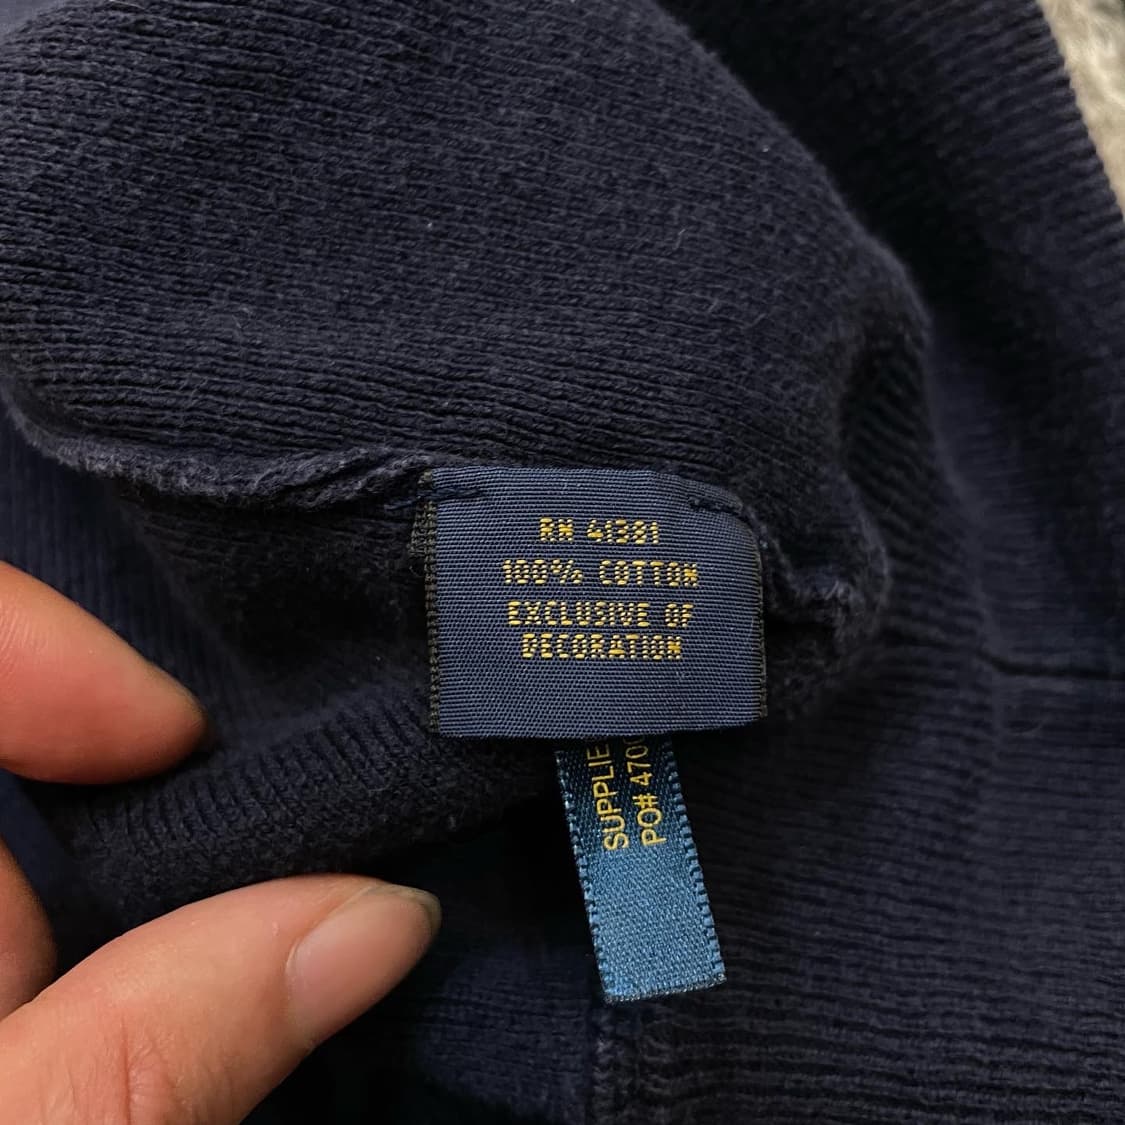 RN 41381
100% COTTON
EXCLUSIVE OF
DECORATION
SUPPLIE
PO# 470